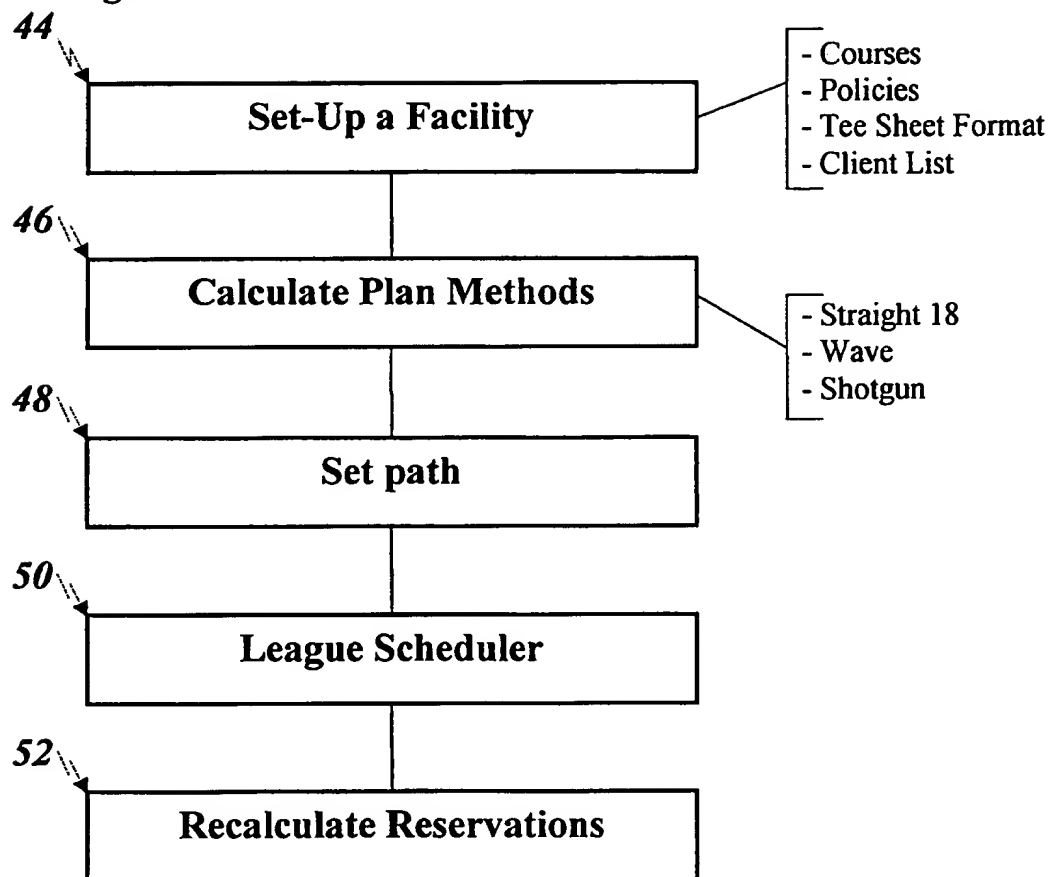 44
Set-Up a Facility
- Courses
- Policies
- Tee Sheet Format
- Client List
46
Calculate Plan Methods
- Straight 18
- Wave
- Shotgun
48
Set path
50
League Scheduler
52
Recalculate Reservations